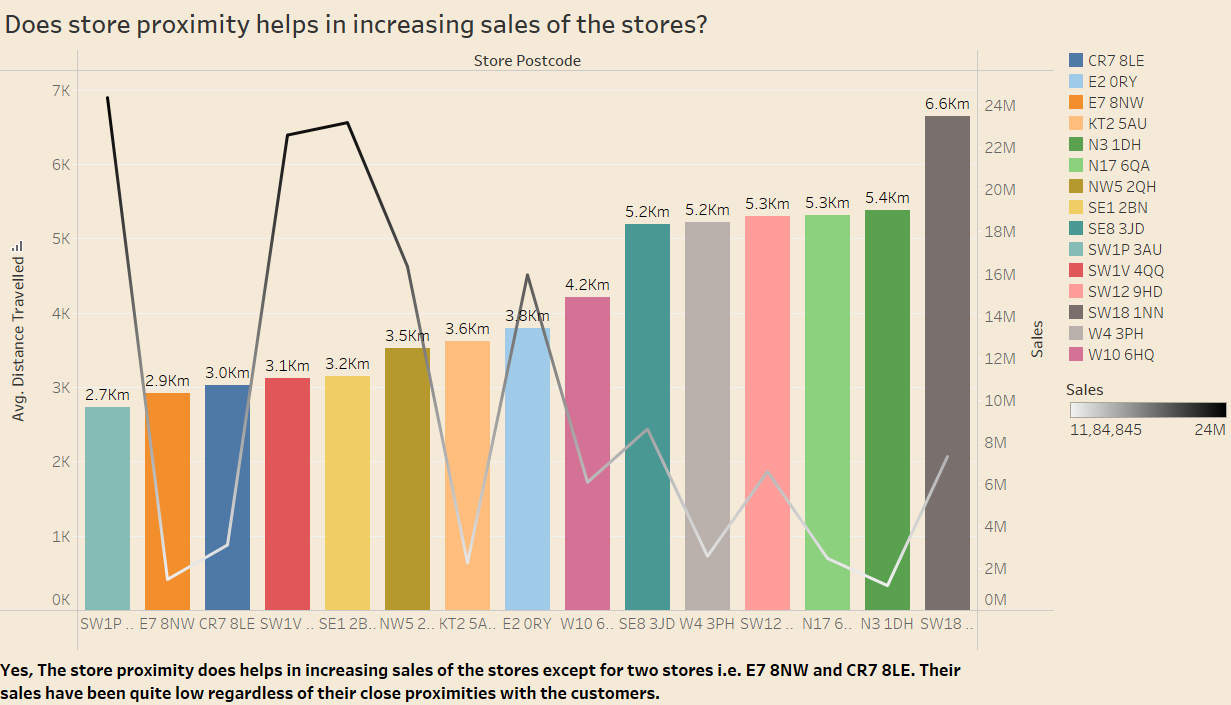 Does store proximity helps in increasing sales of the stores?
Store Postcode
7K
6K
5K
4K
3K
2K
1K
0K
Avg. Distance Travelled
2.7Km
2.9Km
3.0Km
3.1Km
3.2Km
3.5Km
3.6Km
3.8Km
4.2Km
5.2Km
5.2Km
5.3Km
5.3Km
5.4Km
6.6Km
24M
22M
20M
18M
16M
14M
12M
10M
8M
6M
4M
2M
0M
Sales
SW1P .. E7 8NW CR7 8LE SW1V .. SE1 2B.. NW5 2.. KT2 5A.. E2 0RY W10 6.. SE8 3JD W4 3PH SW12 .. N17 6.. N3 1DH SW18 ..
CR7 8LE
E2 0RY
E7 8NW
KT2 5AU
N3 1DH
N17 6QA
NW5 2QH
SE1 2BN
SE8 3JD
SW1P 3AU
SW1V 4QQ
SW12 9HD
SW18 1NN
W4 3PH
W10 6HQ
Sales
11,84,845 24M
Yes, The store proximity does helps in increasing sales of the stores except for two stores i.e. E7 8NW and CR7 8LE. Their
sales have been quite low regardless of their close proximities with the customers.